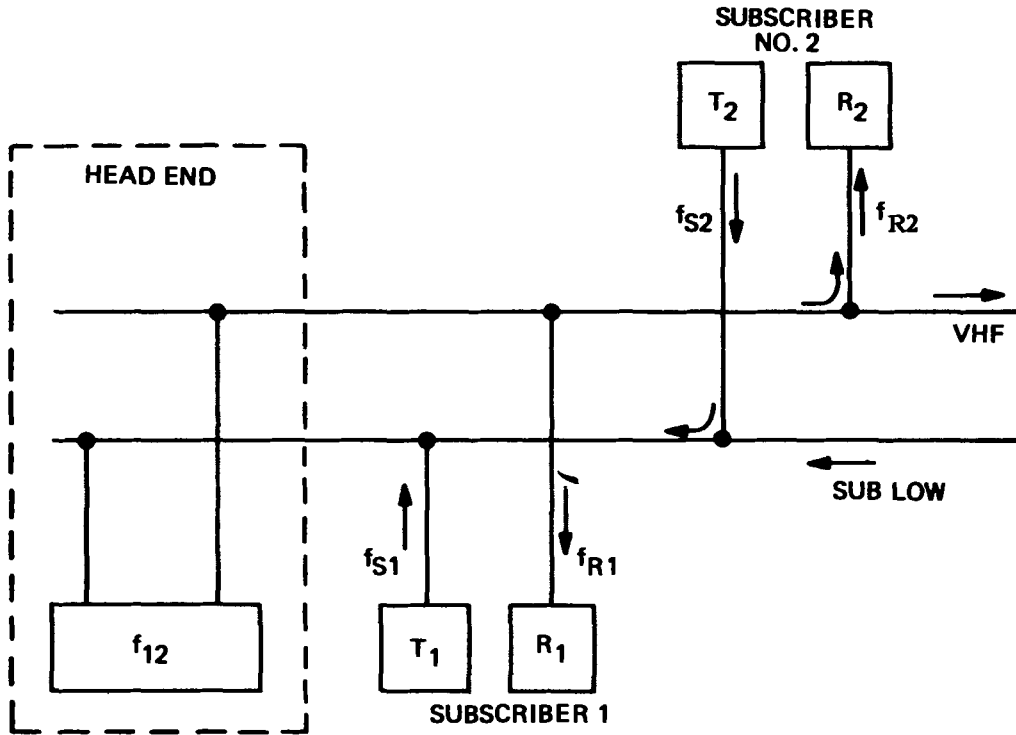 SUBSCRIBER
NO. 2
T2
R2
HEAD END
fS2
fR2
VHF
SUB LOW
fS1
fR1
f12
T1
R1
SUBSCRIBER 1